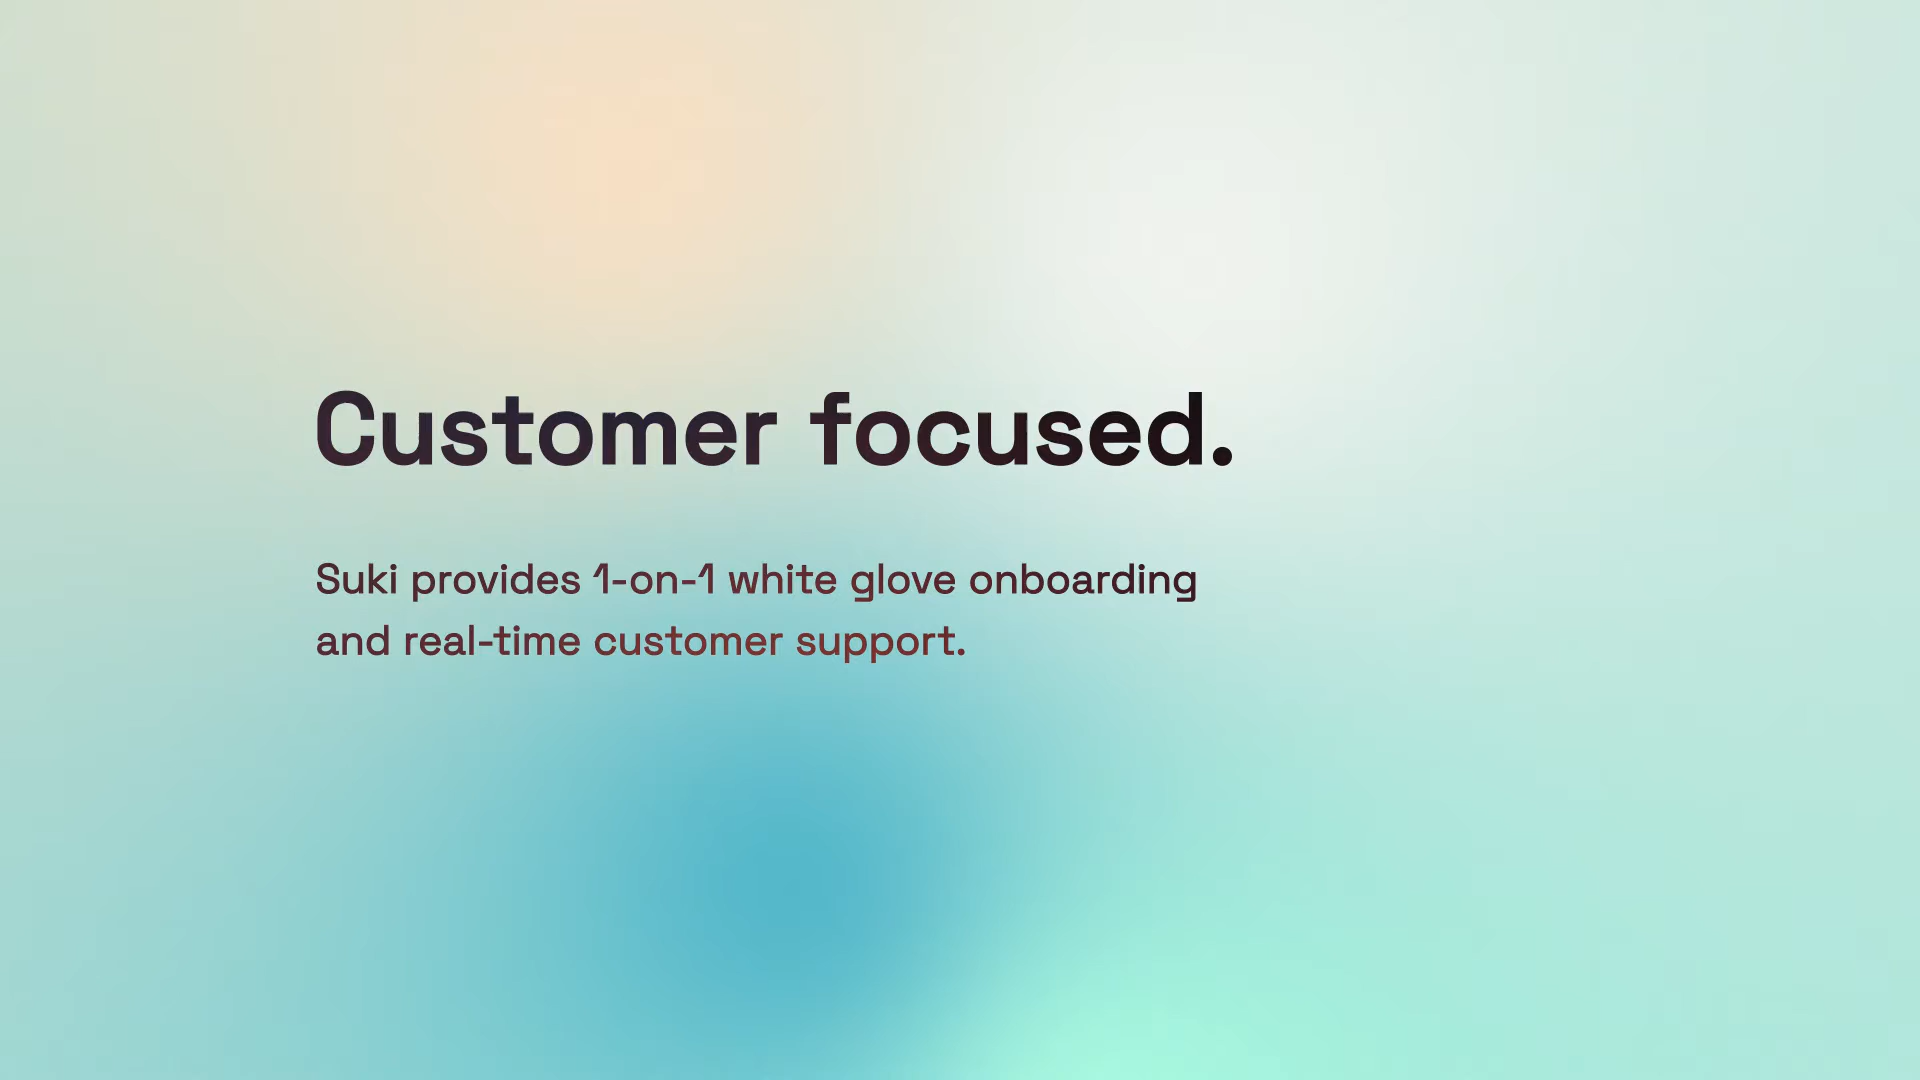 Customer focused.
Suki provides 1-on-1 white glove onboarding
and real-time customer support.